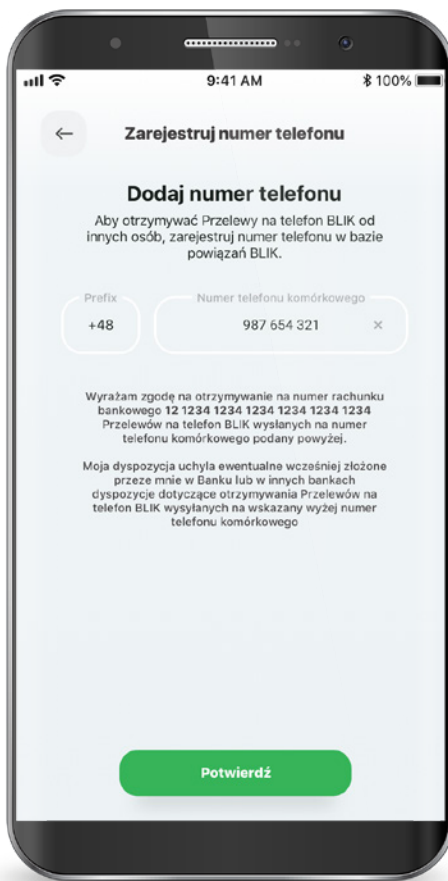 9:41 AM
100%
Zarejestruj numer telefonu
Dodaj numer telefonu
Aby otrzymywać Przelewy na telefon BLIK od
innych osób, zarejestruj numer telefonu w bazie
powiązań BLIK.
Prefix
Numer telefonu komórkowego
+48
987 654 321
Wyrażam zgodę na otrzymywanie na numer rachunku
bankowego 12 1234 1234 1234 1234 1234 1234
Przelewów na telefon BLIK wysłanych na numer
telefonu komórkowego podany powyżej.
Moja dyspozycja uchyla ewentualne wcześniej złożone
przeze mnie w Banku lub w innych bankach
dyspozycje dotyczące otrzymywania Przelewów na
telefon BLIK wysyłanych na wskazany wyżej numer
telefonu komórkowego
Potwierdź